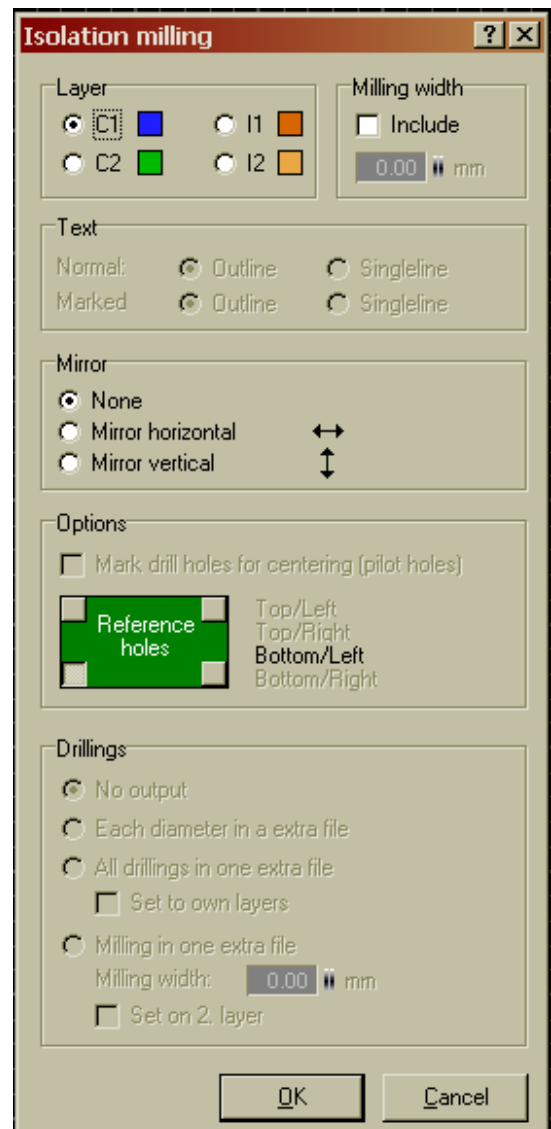 Isolation milling ? ×
Layer
C1 I1
C2 I2
Milling width
Include
0.00 mm
Text
Normal: Outline Singleline
Marked Outline Singleline
Mirror
None
Mirror horizontal
Mirror vertical
Options
Mark drill holes for centering (pilot holes)
Reference
holes
Top/Left
Top/Right
Bottom/Left
Bottom/Right
Drillings
No output
Each diameter in a extra file
All drillings in one extra file
Set to own layers
Milling in one extra file
Milling width: 0.00 mm
Set on 2. layer
OK Cancel